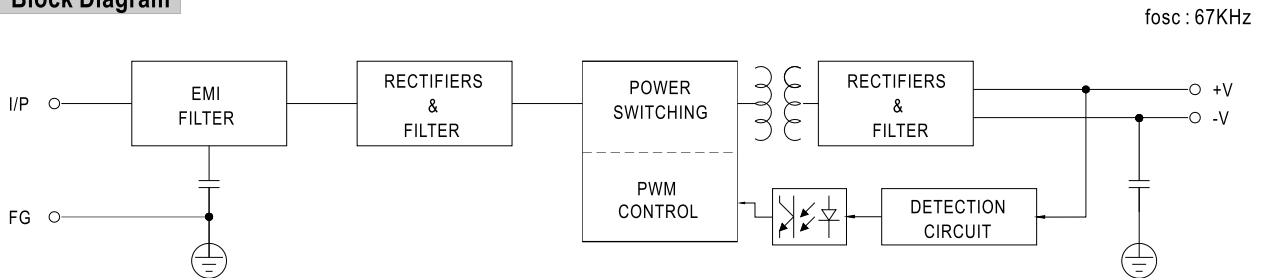 Block Diagram
fosc : 67KHz
I/P
EMI
FILTER
RECTIFIERS
&
FILTER
POWER
SWITCHING
RECTIFIERS
&
FILTER
+V
-V
PWM
CONTROL
DETECTION
CIRCUIT
FG